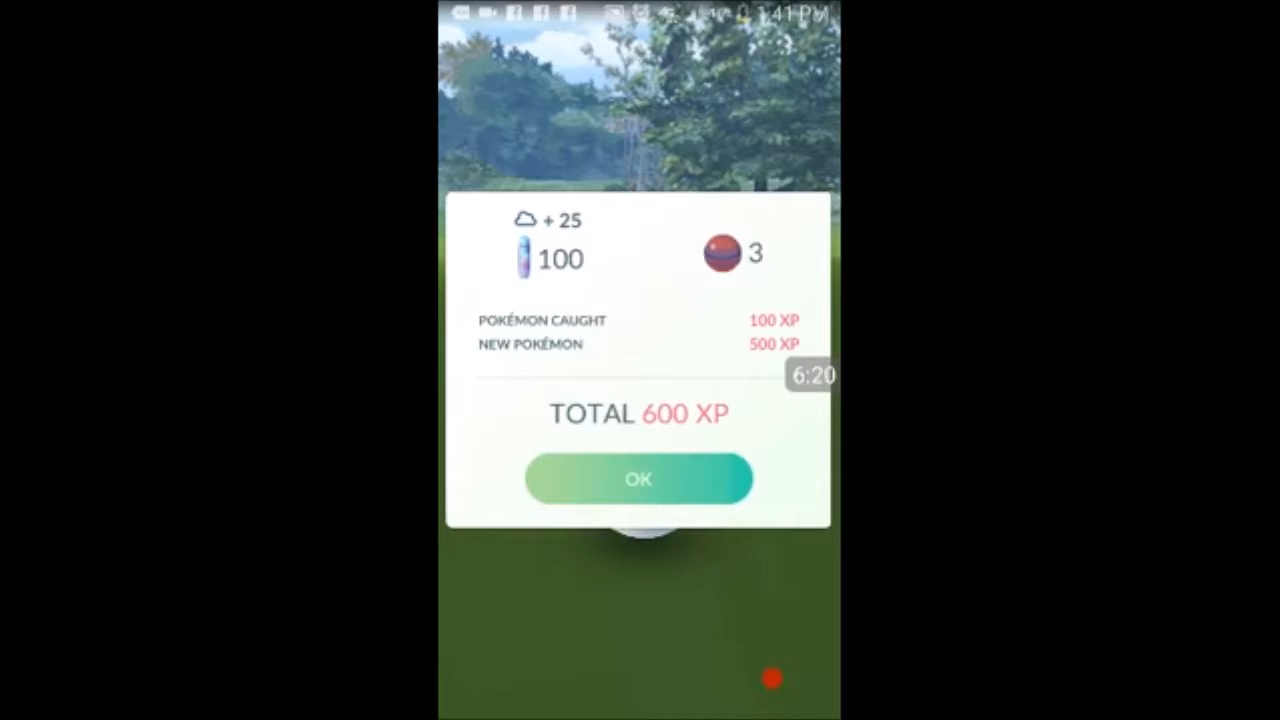 1:41 PM
+ 25
100
3
POKÉMON CAUGHT 100 XP
NEW POKÉMON 500 XP
6:20
TOTAL 600 XP
OK